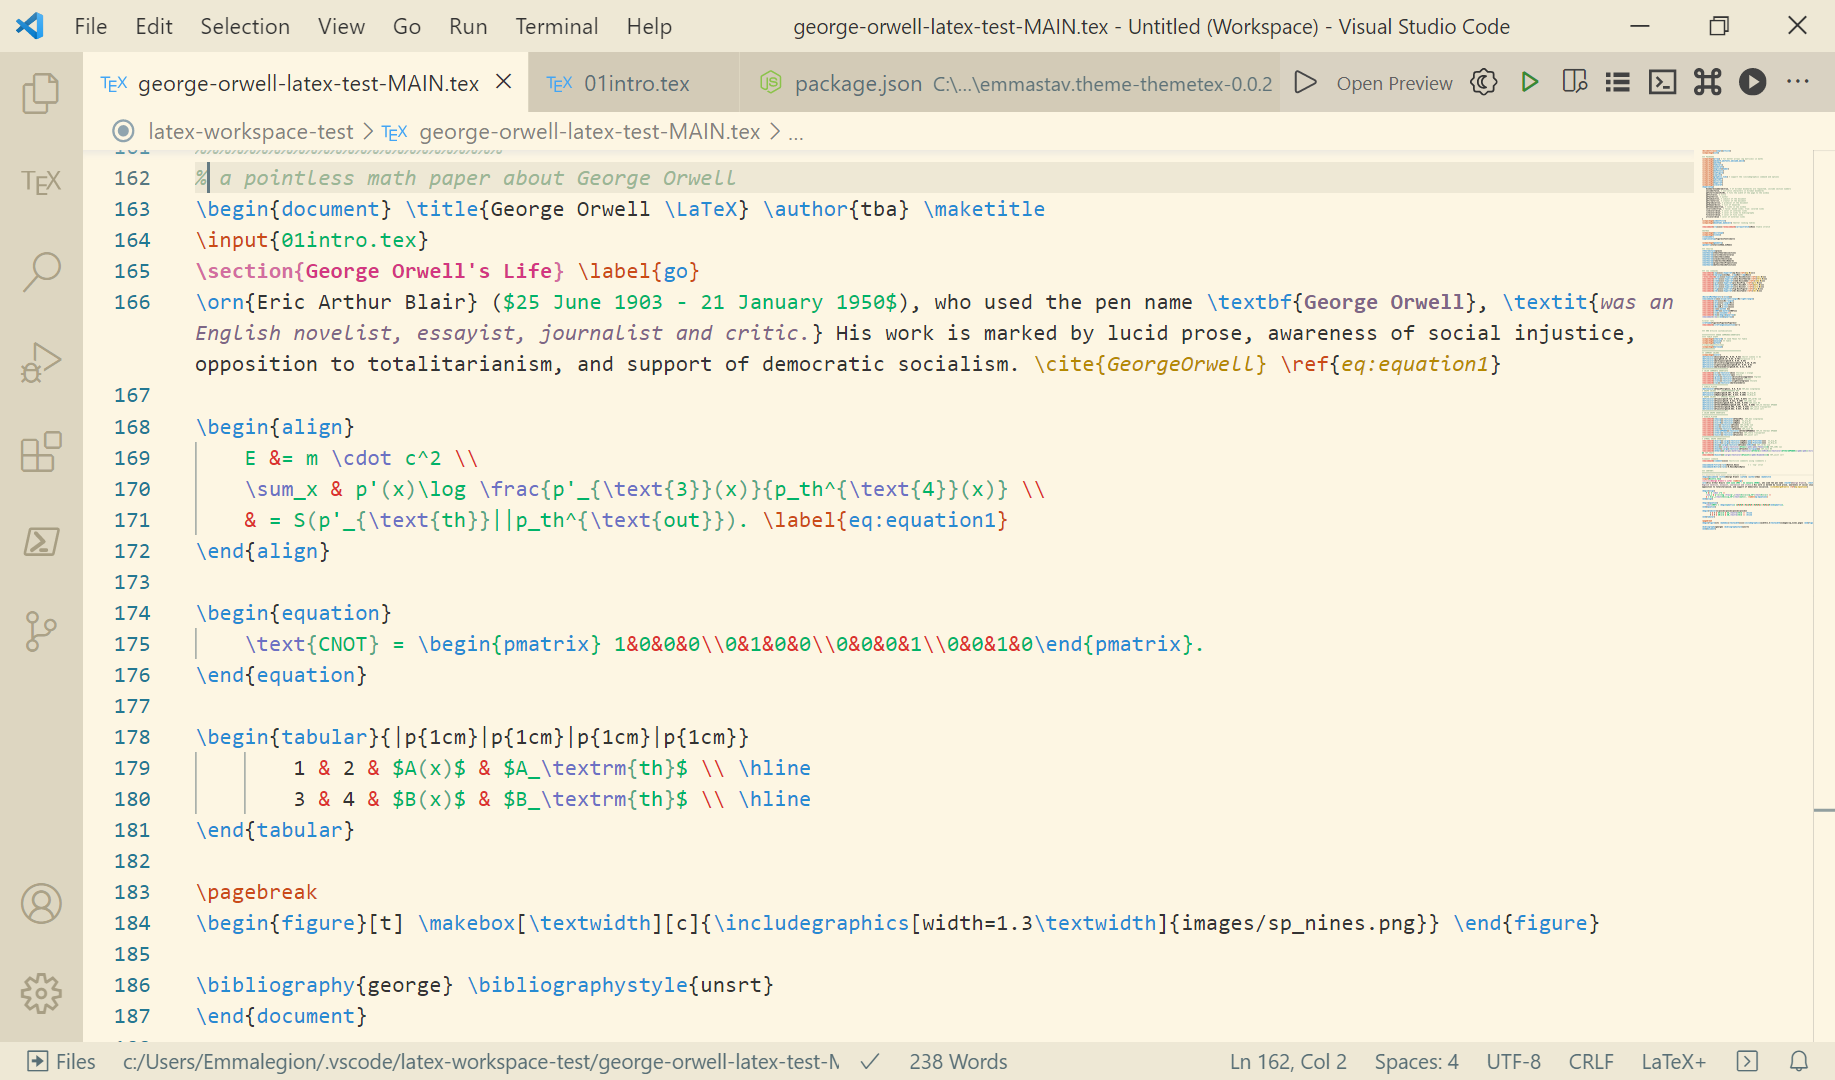 File Edit Selection View Go Run Terminal Help george-orwell-latex-test-MAIN.tex - Untitled (Workspace) - Visual Studio Code
TEX george-orwell-latex-test-MAIN.tex TEX 01intro.tex JS package.json C:\...\emmastav.theme-themetex-0.0.2 Open Preview
latex-workspace-test > TEX george-orwell-latex-test-MAIN.tex > ...
TEX
161
162 % a pointless math paper about George Orwell
163 \begin{document} \title{George Orwell \LaTeX} \author{tba} \maketitle
164 \input{01intro.tex}
165 \section{George Orwell's Life} \label{go}
166 \orn{Eric Arthur Blair} ($25 June 1903 - 21 January 1950$), who used the pen name \textbf{George Orwell}, \textit{was an
English novelist, essayist, journalist and critic.} His work is marked by lucid prose, awareness of social injustice,
opposition to totalitarianism, and support of democratic socialism. \cite{GeorgeOrwell} \ref{eq:equation1}
167
168 \begin{align}
169 E &= m \cdot c^2 \\
170 \sum_x & p'(x)\log \frac{p'_{\text{3}}(x)}{p_th^{\text{4}}(x)} \\
171 & = S(p'_{\text{th}}||p_th^{\text{out}}). \label{eq:equation1}
172 \end{align}
173
174 \begin{equation}
175 \text{CNOT} = \begin{pmatrix} 1&0&0&0\\0&1&0&0\\0&0&0&1\\0&0&1&0\end{pmatrix}.
176 \end{equation}
177
178 \begin{tabular}{|p{1cm}|p{1cm}|p{1cm}|p{1cm}}
179 1 & 2 & $A(x)$ & $A_\textrm{th}$ \\ \hline
180 3 & 4 & $B(x)$ & $B_\textrm{th}$ \\ \hline
181 \end{tabular}
182
183 \pagebreak
184 \begin{figure}[t] \makebox[\textwidth][c]{\includegraphics[width=1.3\textwidth]{images/sp_nines.png}} \end{figure}
185
186 \bibliography{george} \bibliographystyle{unsrt}
187 \end{document}
Files c:/Users/Emmalegion/.vscode/latex-workspace-test/george-orwell-latex-test-M 238 Words Ln 162, Col 2 Spaces: 4 UTF-8 CRLF LaTeX+